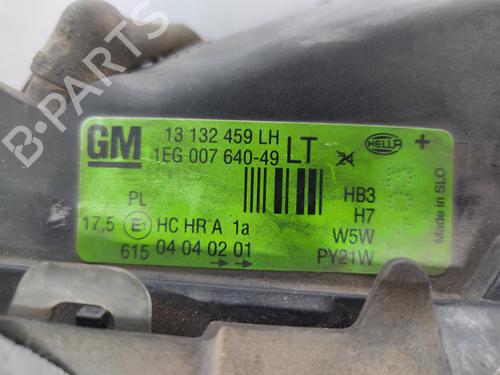 GM
13 132 459 LH
1EG 007 640-49 LT
HELLA +
PL
17.5 E1 HC HR A 1a
615 04 04 02 01
HB3
H7
W5W
PY21W
Made in SLO